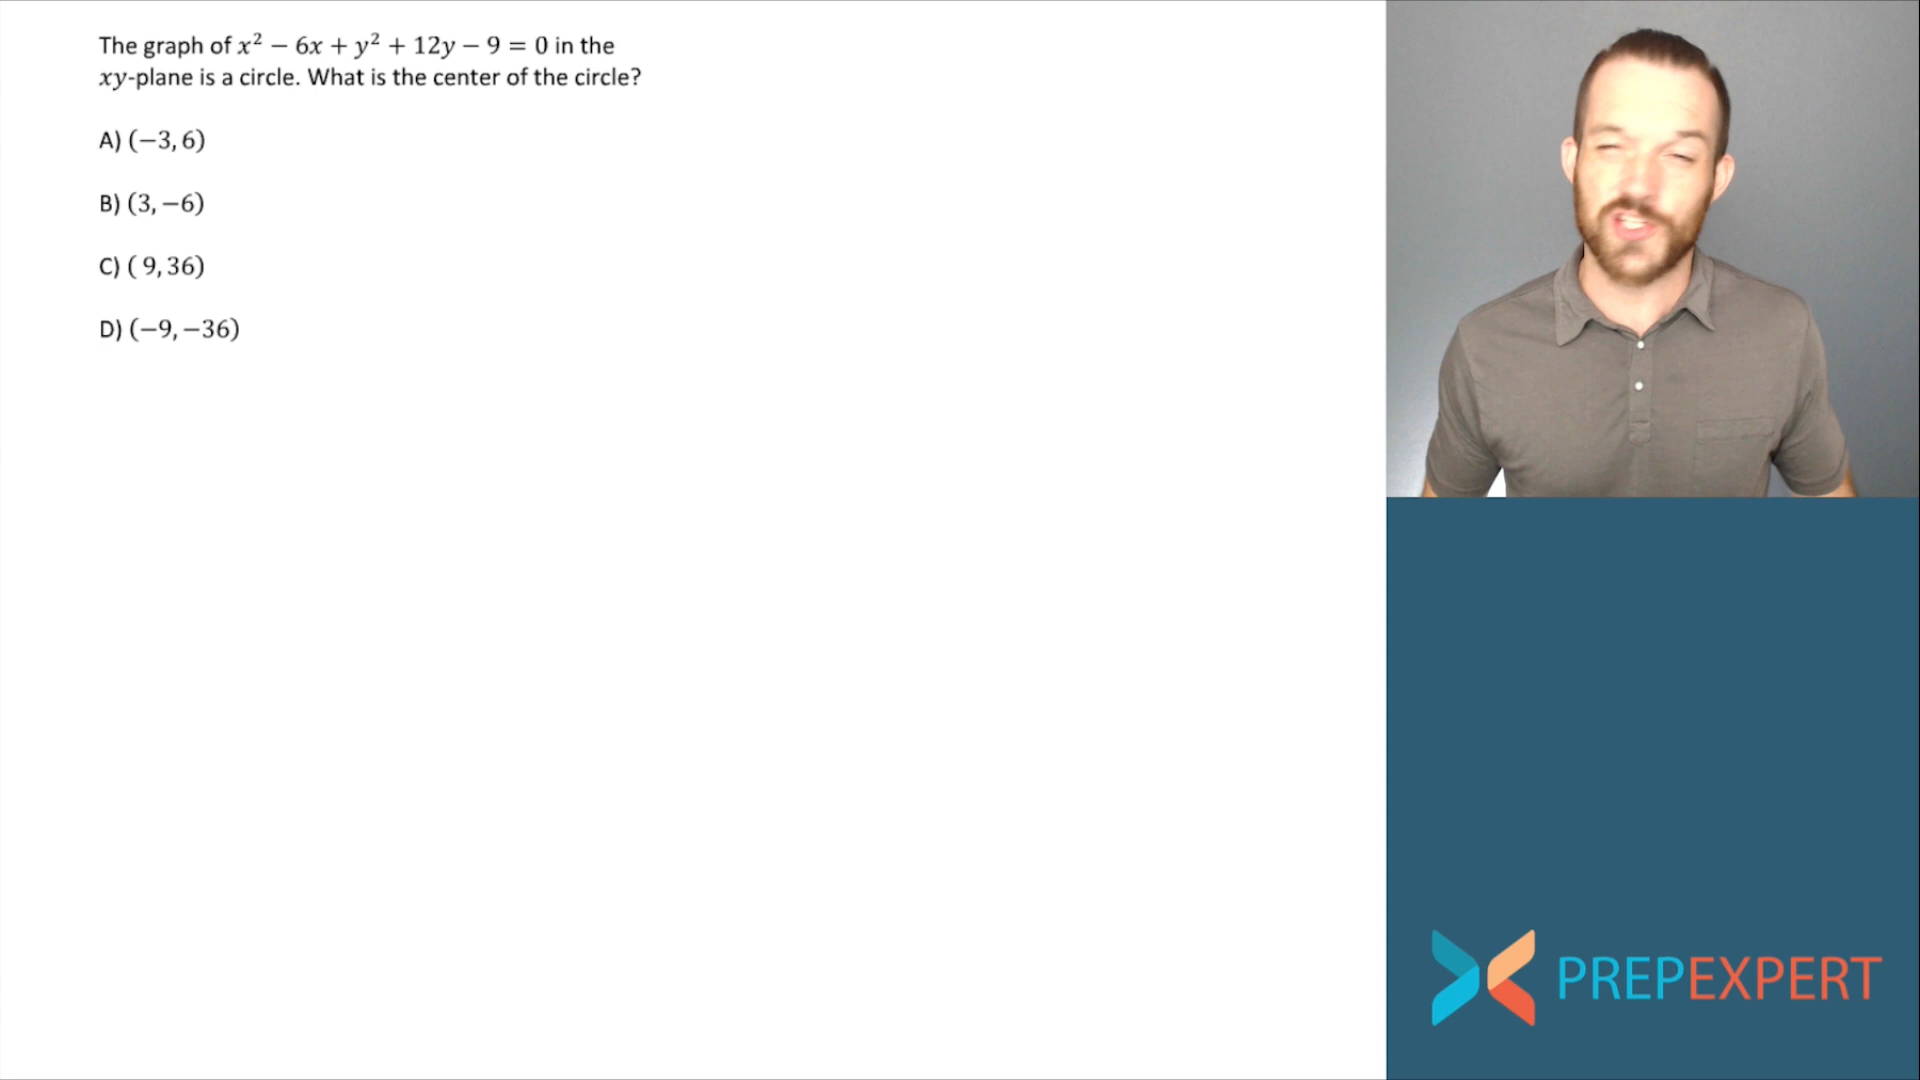 The graph of x² − 6x + y² + 12y − 9 = 0 in the
xy-plane is a circle. What is the center of the circle?
A) (−3, 6)
B) (3, −6)
C) ( 9, 36)
D) (−9, −36)
PREPEXPERT